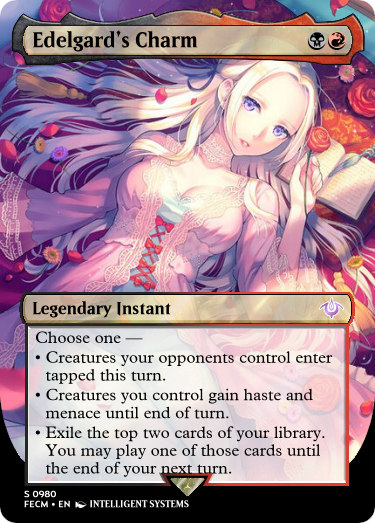 Edelgard's Charm
Legendary Instant
Choose one —
• Creatures your opponents control enter
tapped this turn.
• Creatures you control gain haste and
menace until end of turn.
• Exile the top two cards of your library.
You may play one of those cards until
the end of your next turn.
S 0980
FECM • EN INTELLIGENT SYSTEMS